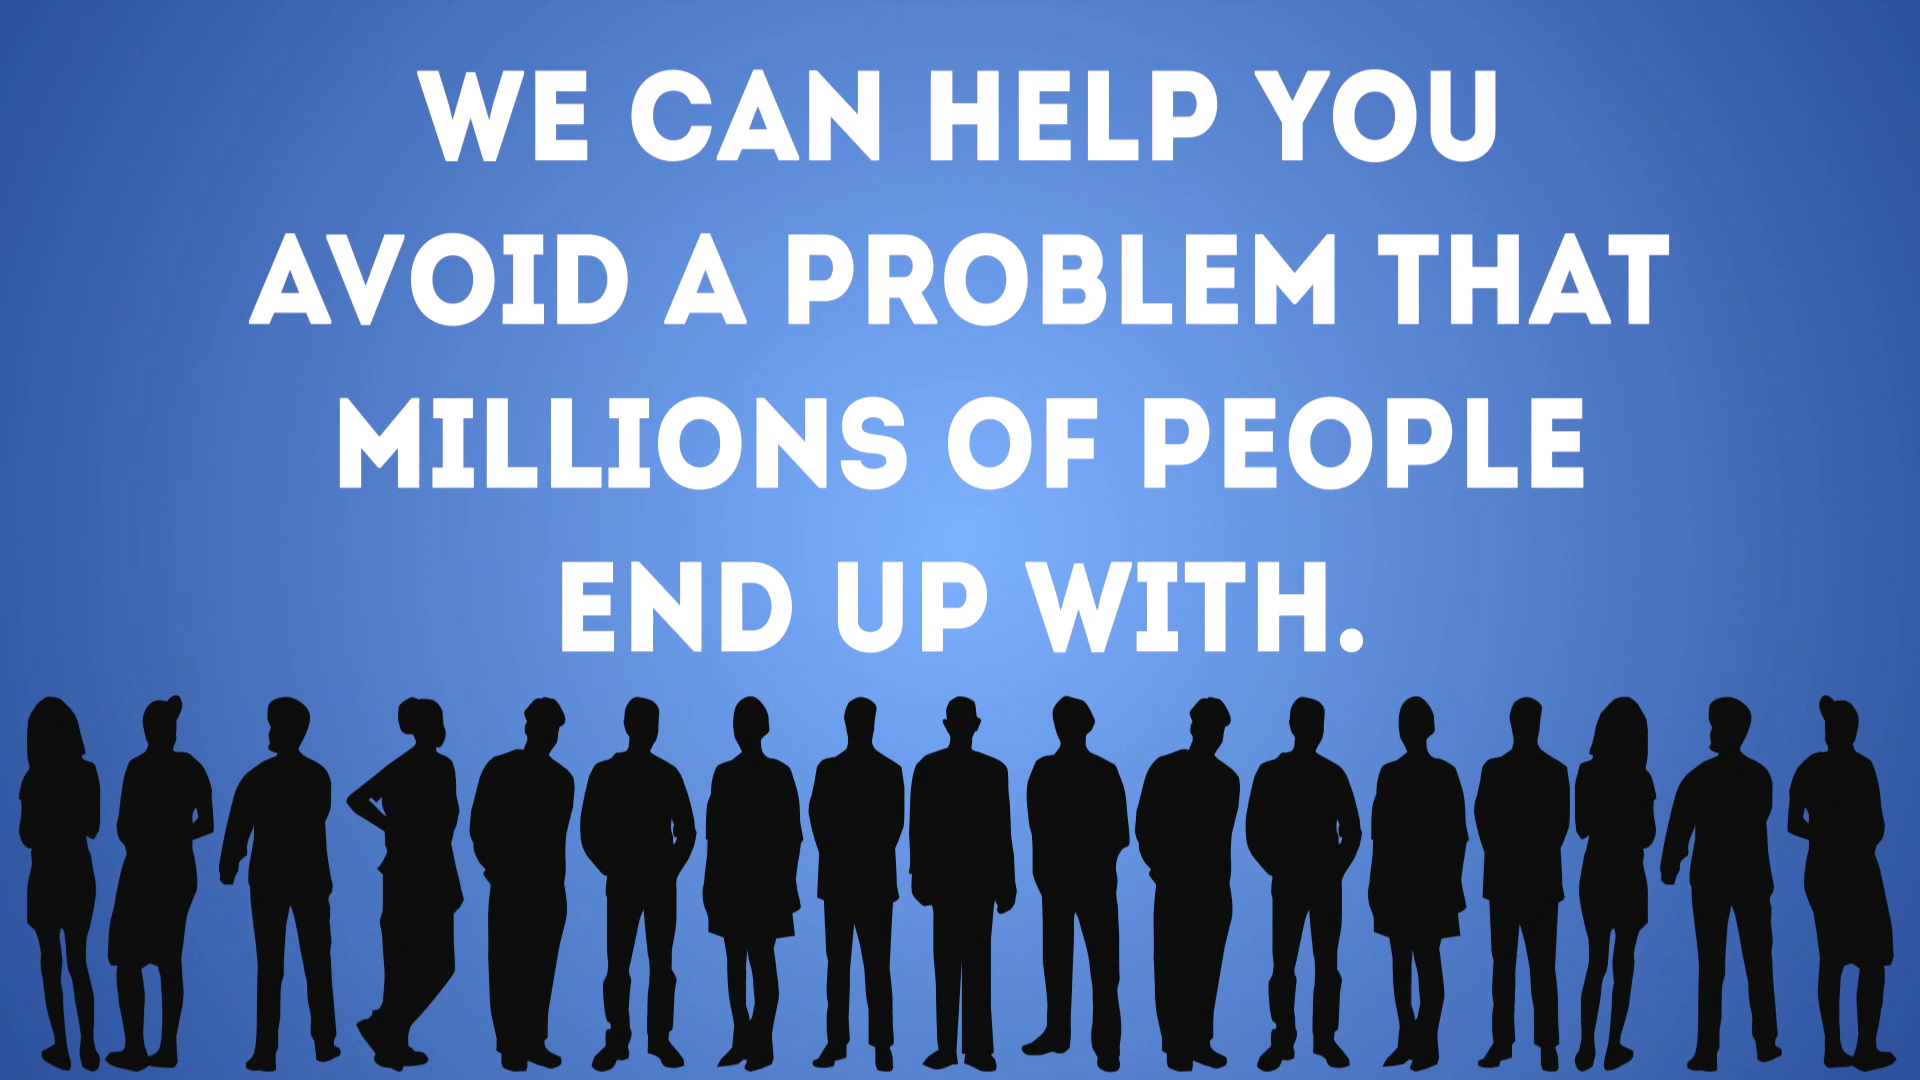 WE CAN HELP YOU
AVOID A PROBLEM THAT
MILLIONS OF PEOPLE
END UP WITH.